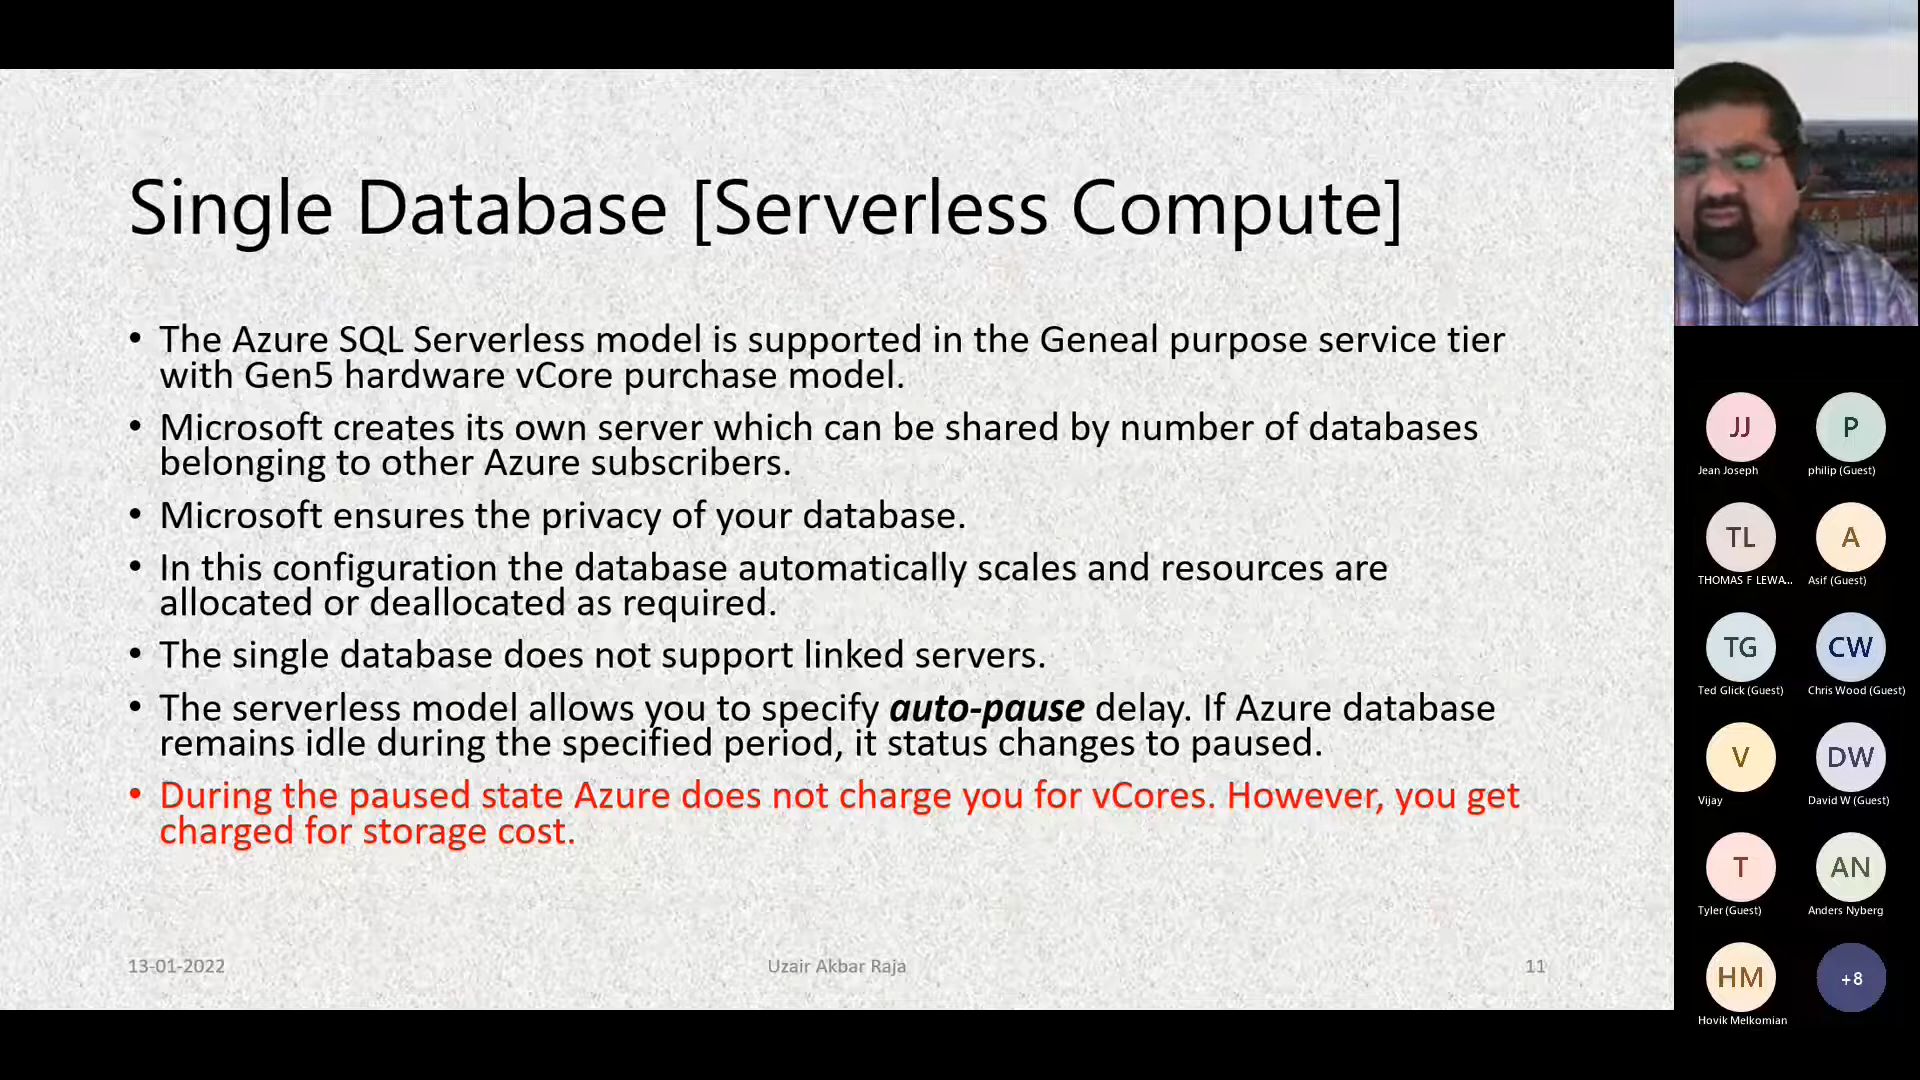 Single Database [Serverless Compute]
• The Azure SQL Serverless model is supported in the Geneal purpose service tier
with Gen5 hardware vCore purchase model.
• Microsoft creates its own server which can be shared by number of databases
belonging to other Azure subscribers.
• Microsoft ensures the privacy of your database.
• In this configuration the database automatically scales and resources are
allocated or deallocated as required.
• The single database does not support linked servers.
• The serverless model allows you to specify auto-pause delay. If Azure database
remains idle during the specified period, it status changes to paused.
• During the paused state Azure does not charge you for vCores. However, you get
charged for storage cost.
13-01-2022
Uzair Akbar Raja
11
JJ
Jean Joseph
P
philip (Guest)
TL
THOMAS F LEWA...
A
Asif (Guest)
TG
Ted Glick (Guest)
CW
Chris Wood (Guest)
V
Vijay
DW
David W (Guest)
T
Tyler (Guest)
AN
Anders Nyberg
HM
Hovik Melkomian
+8